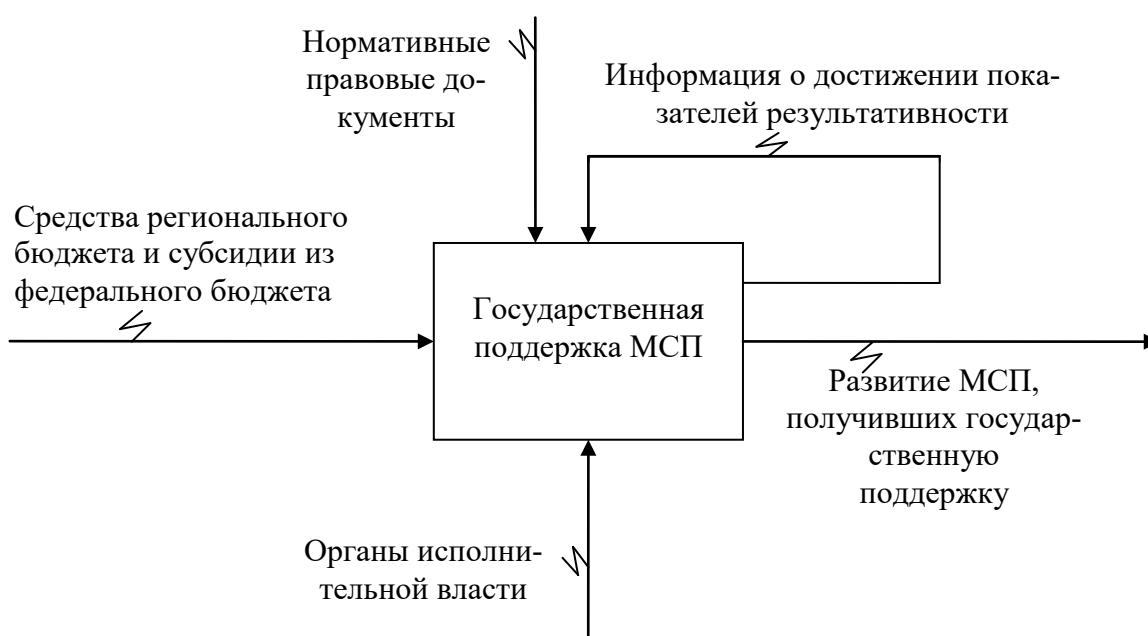 Нормативные
правовые до-
кументы
Информация о достижении пока-
зателей результативности
Средства регионального
бюджета и субсидии из
федерального бюджета
Государственная
поддержка МСП
Развитие МСП,
получивших государ-
ственную
поддержку
Органы исполни-
тельной власти